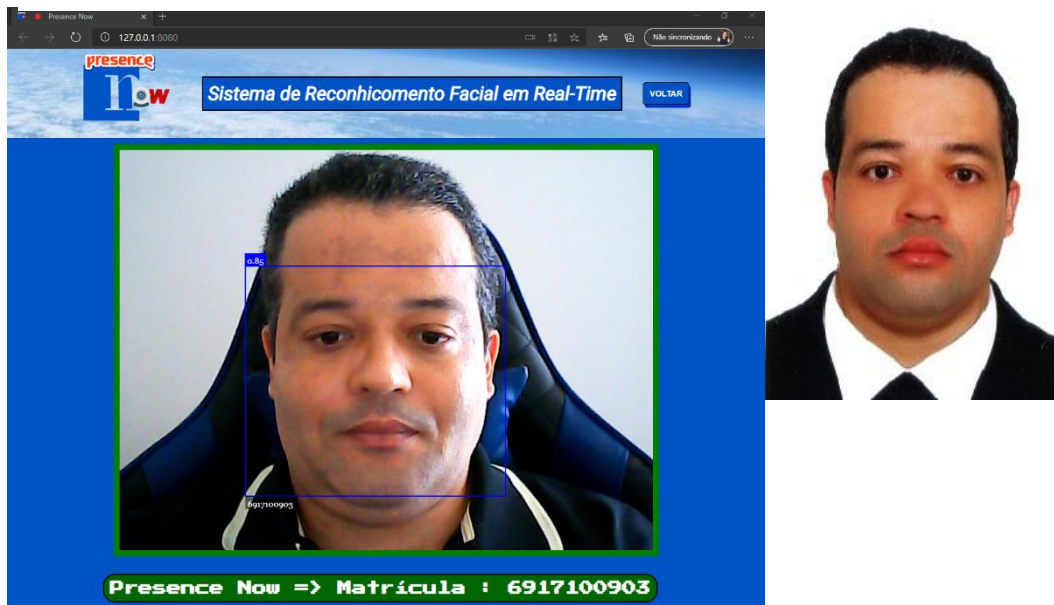 Presence Now
127.0.0.1:8080
Não sincronizando
presence
now
Sistema de Reconhicomento Facial em Real-Time
VOLTAR
0.85
6917100903
Presence Now => Matrícula : 6917100903